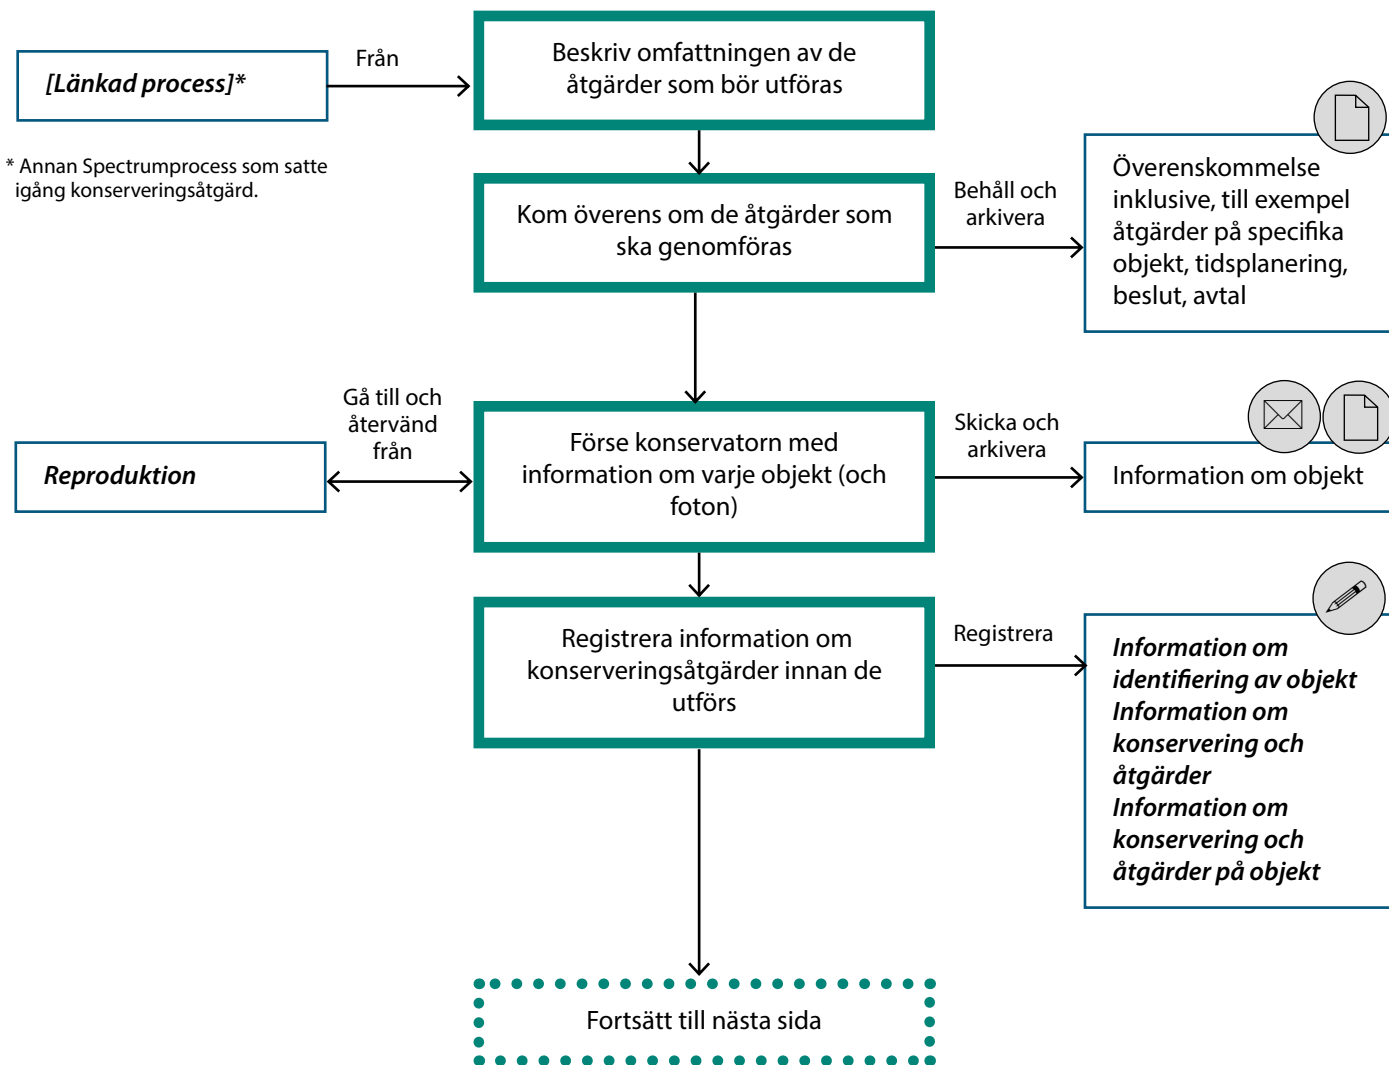 [Länkad process]*
Från
Beskriv omfattningen av de
åtgärder som bör utföras
* Annan Spectrumprocess som satte
igång konserveringsåtgärd.
Kom överens om de åtgärder som
ska genomföras
Behåll och
arkivera
Överenskommelse
inklusive, till exempel
åtgärder på specifika
objekt, tidsplanering,
beslut, avtal
Reproduktion
Gå till och
återvänd
från
Förse konservatorn med
information om varje objekt (och
foton)
Skicka och
arkivera
Information om objekt
Registrera information om
konserveringsåtgärder innan de
utförs
Registrera
Information om
identifiering av objekt
Information om
konservering och
åtgärder
Information om
konservering och
åtgärder på objekt
Fortsätt till nästa sida